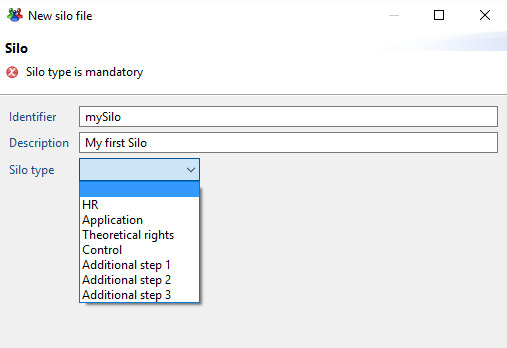 New silo file
Silo
Silo type is mandatory
Identifier mySilo
Description My first Silo
Silo type
HR
Application
Theoretical rights
Control
Additional step 1
Additional step 2
Additional step 3